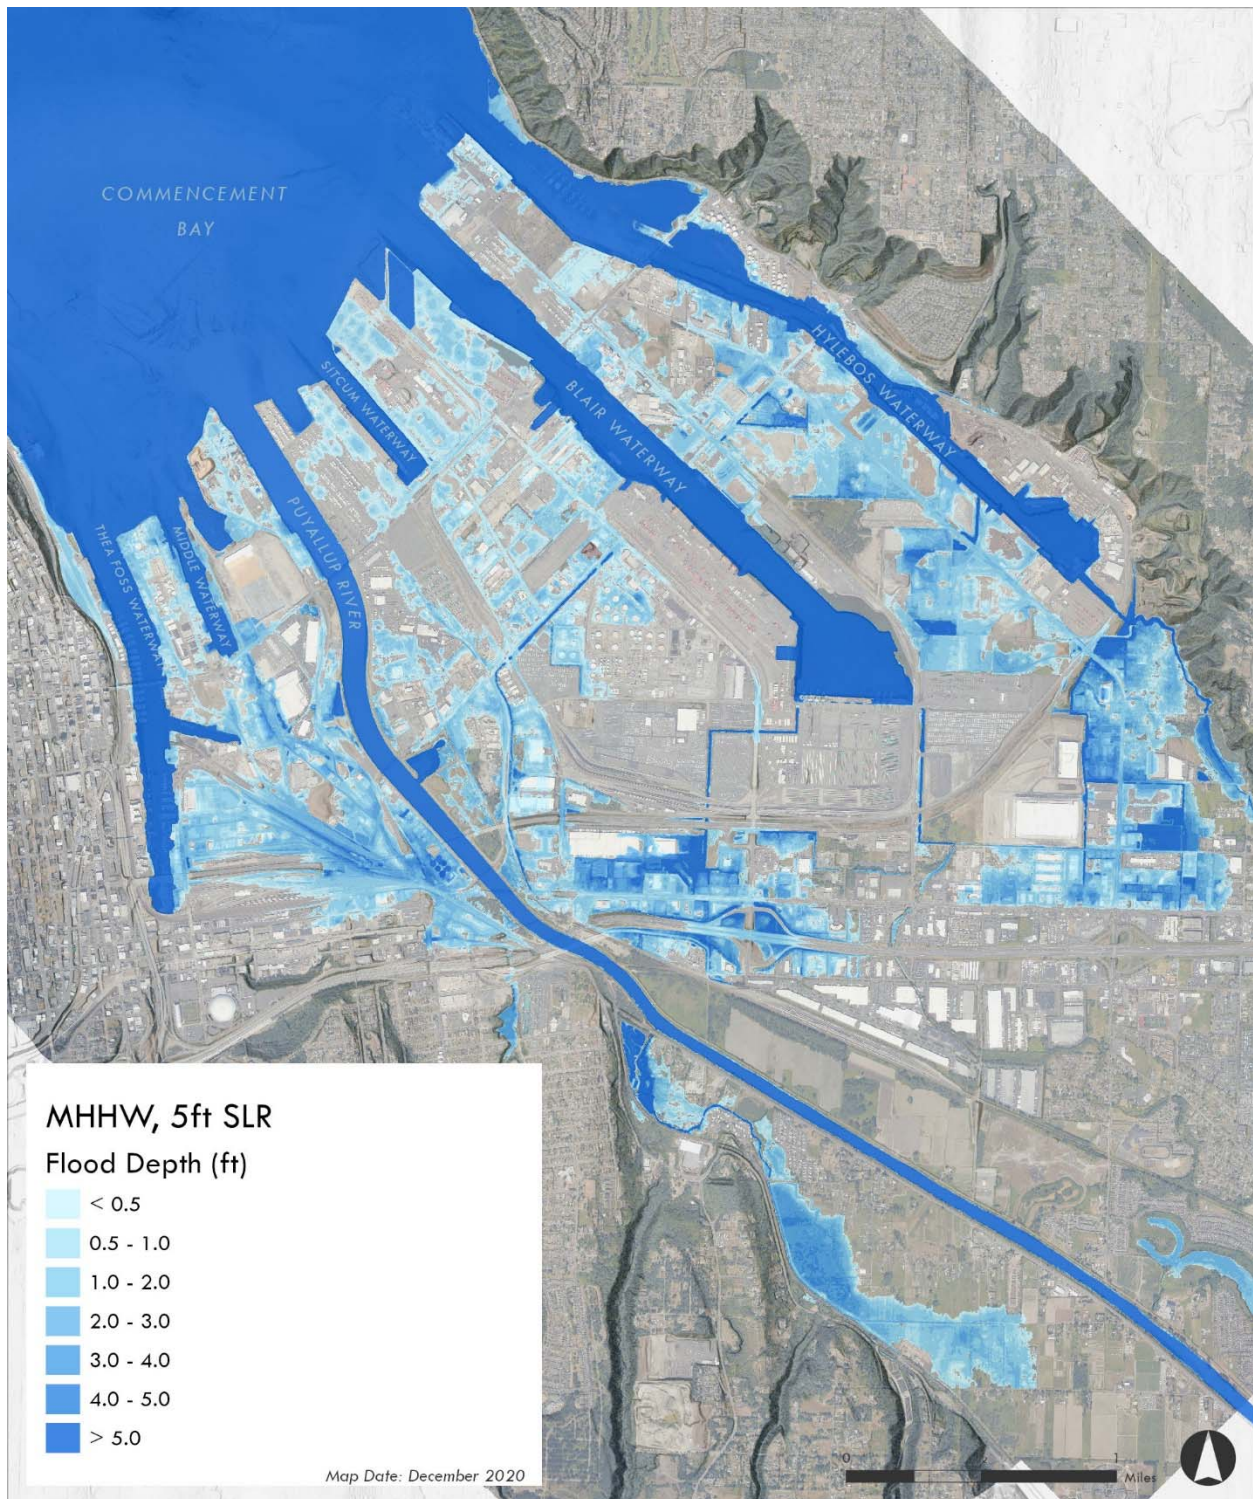 COMMENCEMENT
BAY
HYLEBOS WATERWAY
BLAIR WATERWAY
SITCUM WATERWAY
PUYALLUP RIVER
MIDDLE WATERWAY
THEA FOSS WATERWAY
MHHW, 5ft SLR
Flood Depth (ft)
< 0.5
0.5 - 1.0
1.0 - 2.0
2.0 - 3.0
3.0 - 4.0
4.0 - 5.0
> 5.0
Map Date: December 2020
0 1
Miles